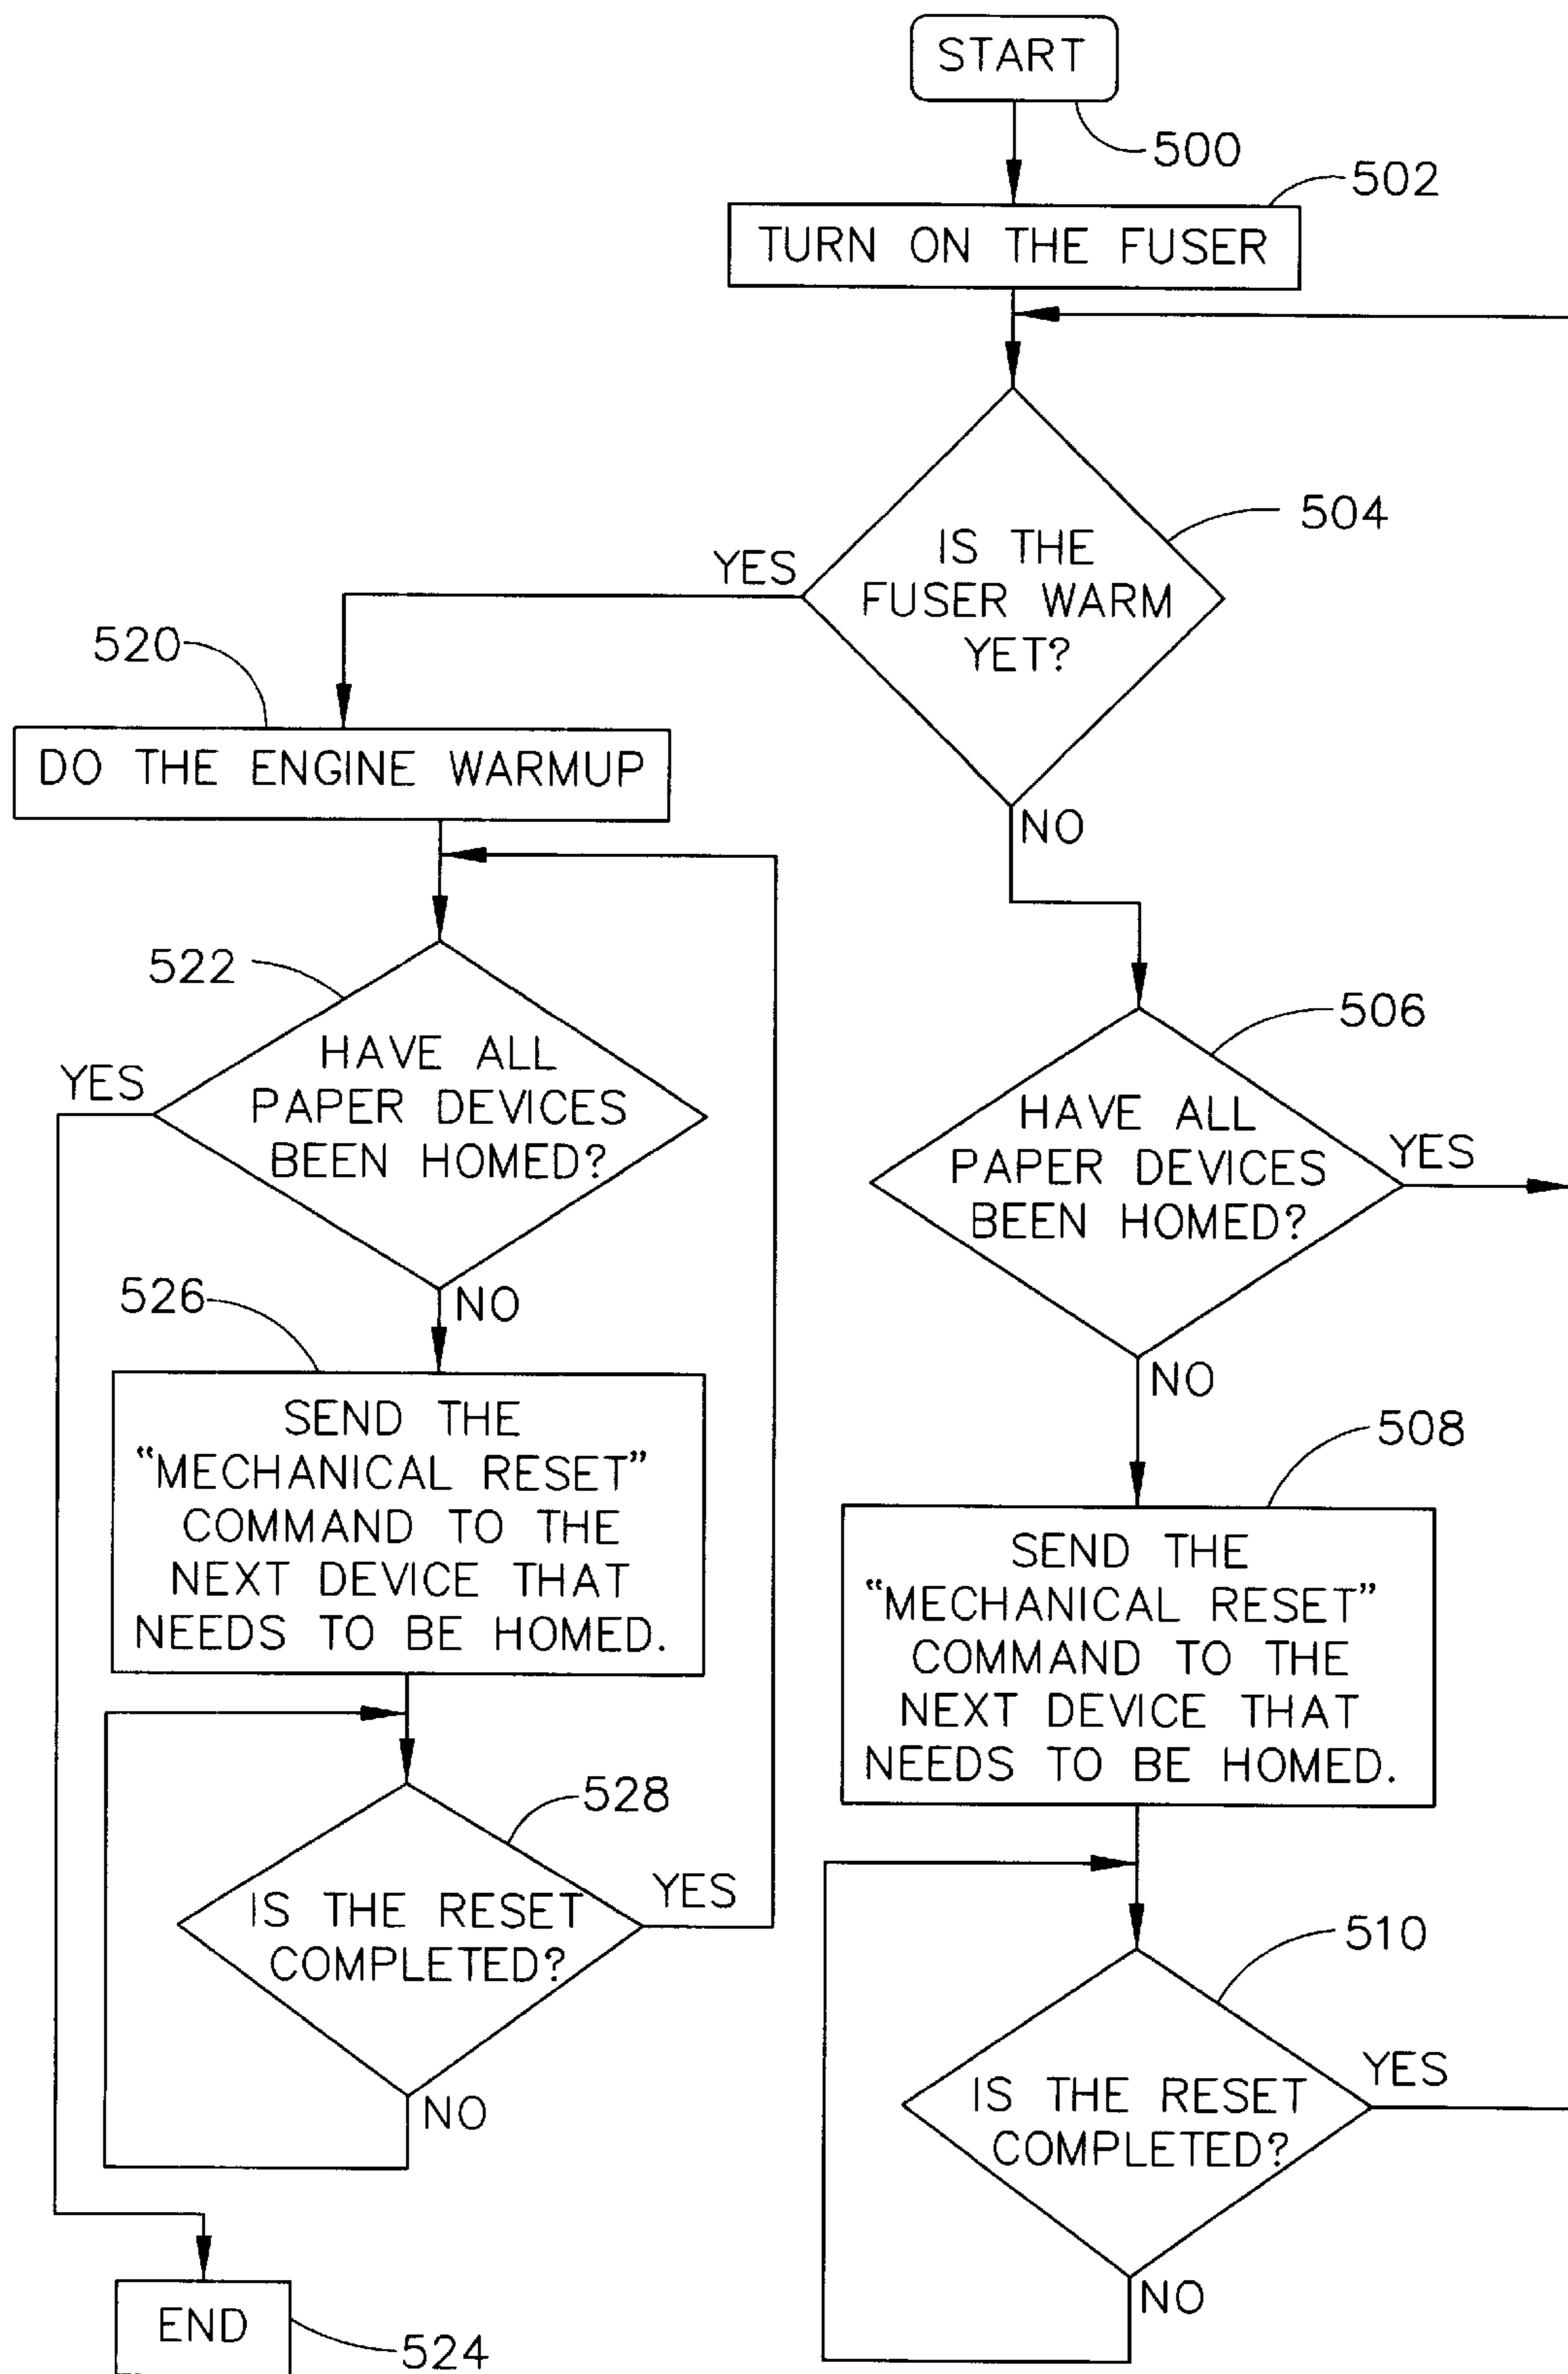 START
500
502
TURN ON THE FUSER
504
IS THE
FUSER WARM
YET?
YES
NO
520
DO THE ENGINE WARMUP
522
HAVE ALL
PAPER DEVICES
BEEN HOMED?
YES
NO
526
SEND THE
“MECHANICAL RESET”
COMMAND TO THE
NEXT DEVICE THAT
NEEDS TO BE HOMED.
528
IS THE RESET
COMPLETED?
YES
NO
END
524
506
HAVE ALL
PAPER DEVICES
BEEN HOMED?
YES
NO
508
SEND THE
“MECHANICAL RESET”
COMMAND TO THE
NEXT DEVICE THAT
NEEDS TO BE HOMED.
510
IS THE RESET
COMPLETED?
YES
NO